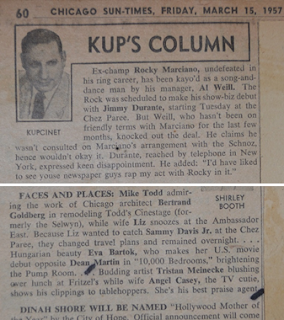 60 CHICAGO SUN-TIMES, FRIDAY, MARCH 15, 1957
KUP'S COLUMN
KUPCINET
Ex-champ Rocky Marciano, undefeated in
his ring career, has been kayo'd as a song-and-
dance man by his manager, Al Weill. The
Rock was scheduled to make his show-biz debut
with Jimmy Durante, starting Tuesday at the
Chez Paree. But Weill, who hasn't been on
friendly terms with Marciano for the last few
months, knocked out the deal. He claims he
wasn't consulted on Marciano's arrangement with the Schnoz,
hence wouldn't okay it. Durante, reached by telephone in New
York, expressed keen disappointment. He added: "I'd have liked
to see youse newspaper guys rap my act with Rocky in it."
FACES AND PLACES: Mike Todd admir-
ing the work of Chicago architect Bertrand
Goldberg in remodeling Todd's Cinestage (for-
merly the Selwyn), while wife Liz snoozes at the Ambassador
East. Because Liz wanted to catch Sammy Davis Jr. at the Chez
Paree, they changed travel plans and remained overnight. . . .
Hungarian beauty Eva Bartok, who makes her U.S. movie
debut opposite Dean Martin in "10,000 Bedrooms," brightening
the Pump Room. . . . Budding artist Tristna Meinecke blushing
over lunch at Fritzel's while wife Angel Casey, the TV cutie,
shows his clippings to tablehoppers. She's his best praise agent.
SHIRLEY
BOOTH
DINAH SHORE WILL BE NAMED "Hollywood Mother of
the Year" by the City of Hope. Official announcement will come